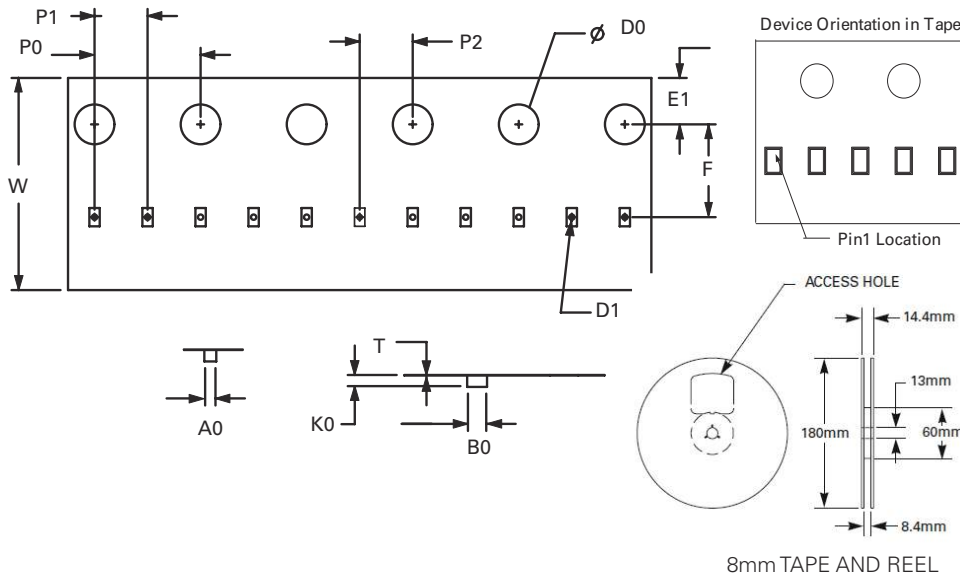 P1
P0
P2
Ø D0
Device Orientation in Tape
E1
W
F
Pin1 Location
D1
ACCESS HOLE
14.4mm
T
13mm
K0
A0
B0
180mm
60mm
8.4mm
8mm TAPE AND REEL